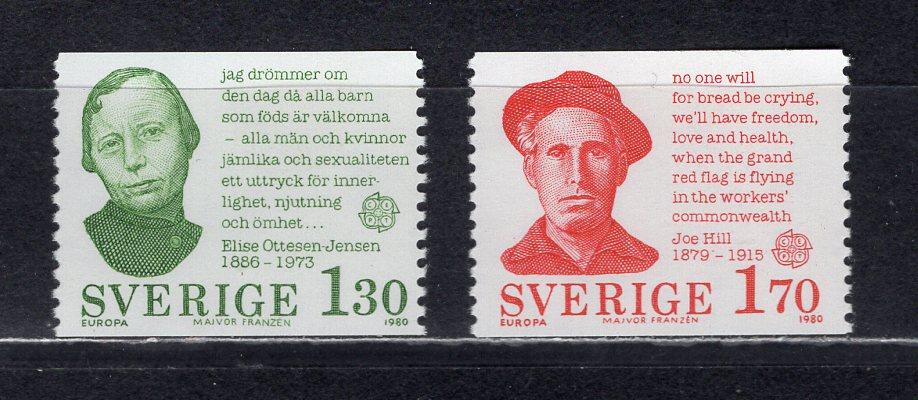 jag drömmer om
den dag då alla barn
som föds är välkomna
– alla män och kvinnor
jämlika och sexualiteten
ett uttryck för inner-
lighet, njutning
och ömhet...
CEPT
Elise Ottesen-Jensen
1886 – 1973
SVERIGE 130
EUROPA MAJVOR FRANZÉN 1980
no one will
for bread be crying,
we'll have freedom,
love and health,
when the grand
red flag is flying
in the workers'
commonwealth
Joe Hill
1879 – 1915
CEPT
SVERIGE 170
EUROPA MAJVOR FRANZÉN 1980